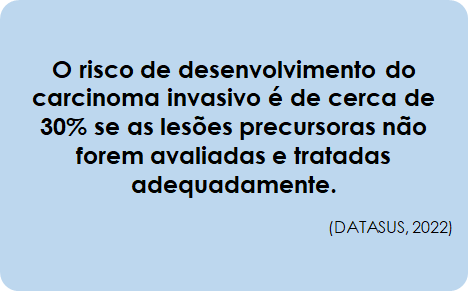 O risco de desenvolvimento do
carcinoma invasivo é de cerca de
30% se as lesões precursoras não
forem avaliadas e tratadas
adequadamente.
(DATASUS, 2022)